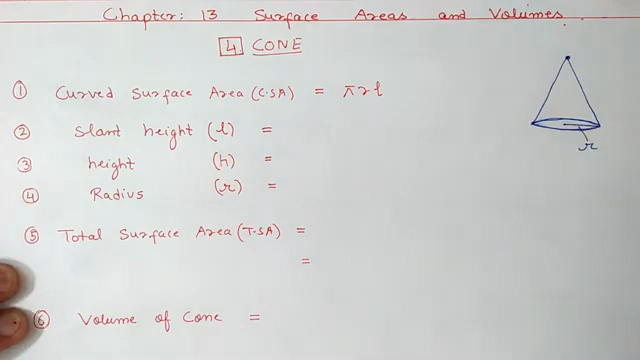 Chapter: 13 Surface Areas and Volumes.
4 CONE
① Curved Surface Area (C.S.A) = πrl
② Slant height (l) =
③ height (h) =
④ Radius (r) =
⑤ Total Surface Area (T.S.A) =
=
⑥ Volume of Cone =
r